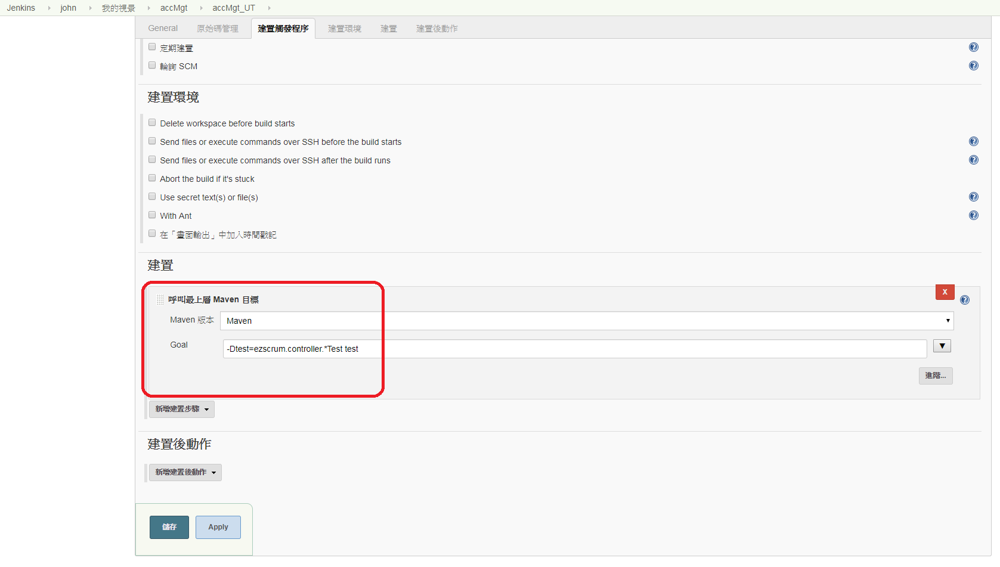 Jenkins john 我的視景 accMgt accMgt_UT
General 原始碼管理 建置觸發程序 建置環境 建置 建置後動作
定期建置
輪詢 SCM
建置環境
Delete workspace before build starts
Send files or execute commands over SSH before the build starts
Send files or execute commands over SSH after the build runs
Abort the build if it's stuck
Use secret text(s) or file(s)
With Ant
在「畫面輸出」中加入時間戳記
建置
呼叫最上層 Maven 目標
X
Maven 版本 Maven
Goal -Dtest=ezscrum.controller.*Test test
進階...
新增建置步驟
建置後動作
新增建置後動作
儲存 Apply